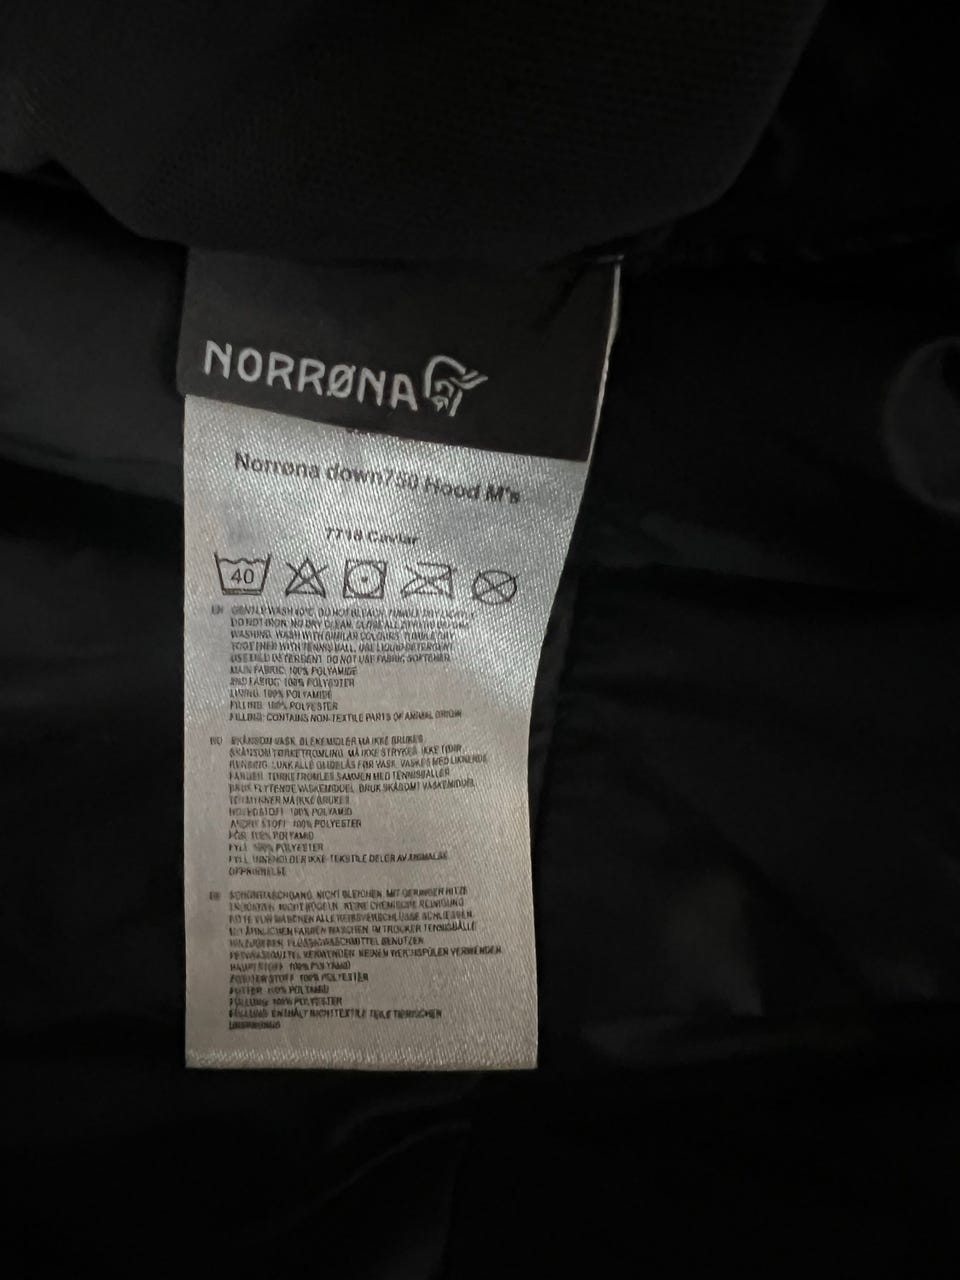 NORRØNA
Norrøna down750 Hood M's
7718 Caviar
40
EN GENTLE WASH 40°C. DO NOT BLEACH. TUMBLE DRY LIGHTLY.
DO NOT IRON. NO DRY CLEAN. CLOSE ALL ZIPPERS BEFORE
WASHING. WASH WITH SIMILAR COLOURS. TUMBLE DRY
TOGETHER WITH TENNIS BALL. USE LIQUID DETERGENT.
USE MILD DETERGENT. DO NOT USE FABRIC SOFTENER.
MAIN FABRIC: 100% POLYAMIDE
2ND FABRIC: 100% POLYESTER
LINING: 100% POLYAMIDE
FILLING: 100% POLYESTER
FILLING: CONTAINS NON-TEXTILE PARTS OF ANIMAL ORIGIN
NO SKÅNSOM VASK. BLEKEMIDLER MÅ IKKE BRUKES.
SKÅNSOM TØRKETROMLING. MÅ IKKE STRYKES. IKKE TØRR
RENSING. LUKK ALLE GLIDELÅS FØR VASK. VASKES MED LIKNENDE
FARGER. TØRKETROMLES SAMMEN MED TENNISBALLER.
BRUK FLYTENDE VASKEMIDDEL. BRUK SKÅNSOMT VASKEMIDDEL.
TØYMYKNER MÅ IKKE BRUKES
HOVEDSTOFF: 100% POLYAMID
ANDRE STOFF: 100% POLYESTER
FÔR: 100% POLYAMID
FYLL: 100% POLYESTER
FYLL: INNEHOLDER IKKE-TEKSTILE DELER AV ANIMALSK
OPPRINNELSE
DE SCHONWASCHGANG. NICHT BLEICHEN. MIT GERINGER HITZE
TROCKNEN. NICHT BÜGELN. KEINE CHEMISCHE REINIGUNG.
BITTE VOR WASCHEN ALLE REISSVERSCHLÜSSE SCHLIESSEN.
MIT ÄHNLICHEN FARBEN WASCHEN. IM TROCKER TENNISBÄLLE
HINZUGEBEN. FLÜSSIGWASCHMITTEL BENUTZEN.
FEINWASCHMITTEL VERWENDEN. KEINEN WEICHSPÜLER VERWENDEN.
HAUPTSTOFF: 100% POLYAMID
ZWEITER STOFF: 100% POLYESTER
FUTTER: 100% POLYAMID
FÜLLUNG: 100% POLYESTER
FÜLLUNG: ENTHÄLT NICHTTEXTILE TEILE TIERISCHEN
URSPRUNGS